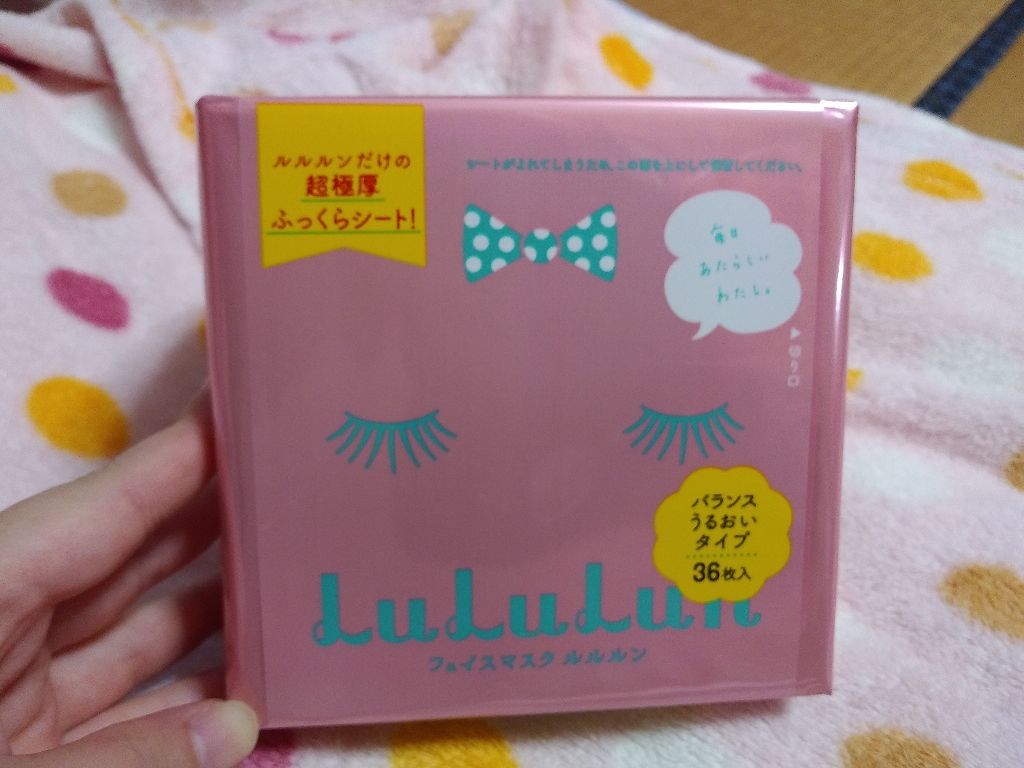 ルルルンだけの
超極厚
ふっくらシート!
シートがよれてしまうため、この面を上にして保管してください。
毎日
あたらしい
わたし。
▶切り口
バランス
うるおい
タイプ
36枚入
LuLuLun
フェイスマスク ルルルン